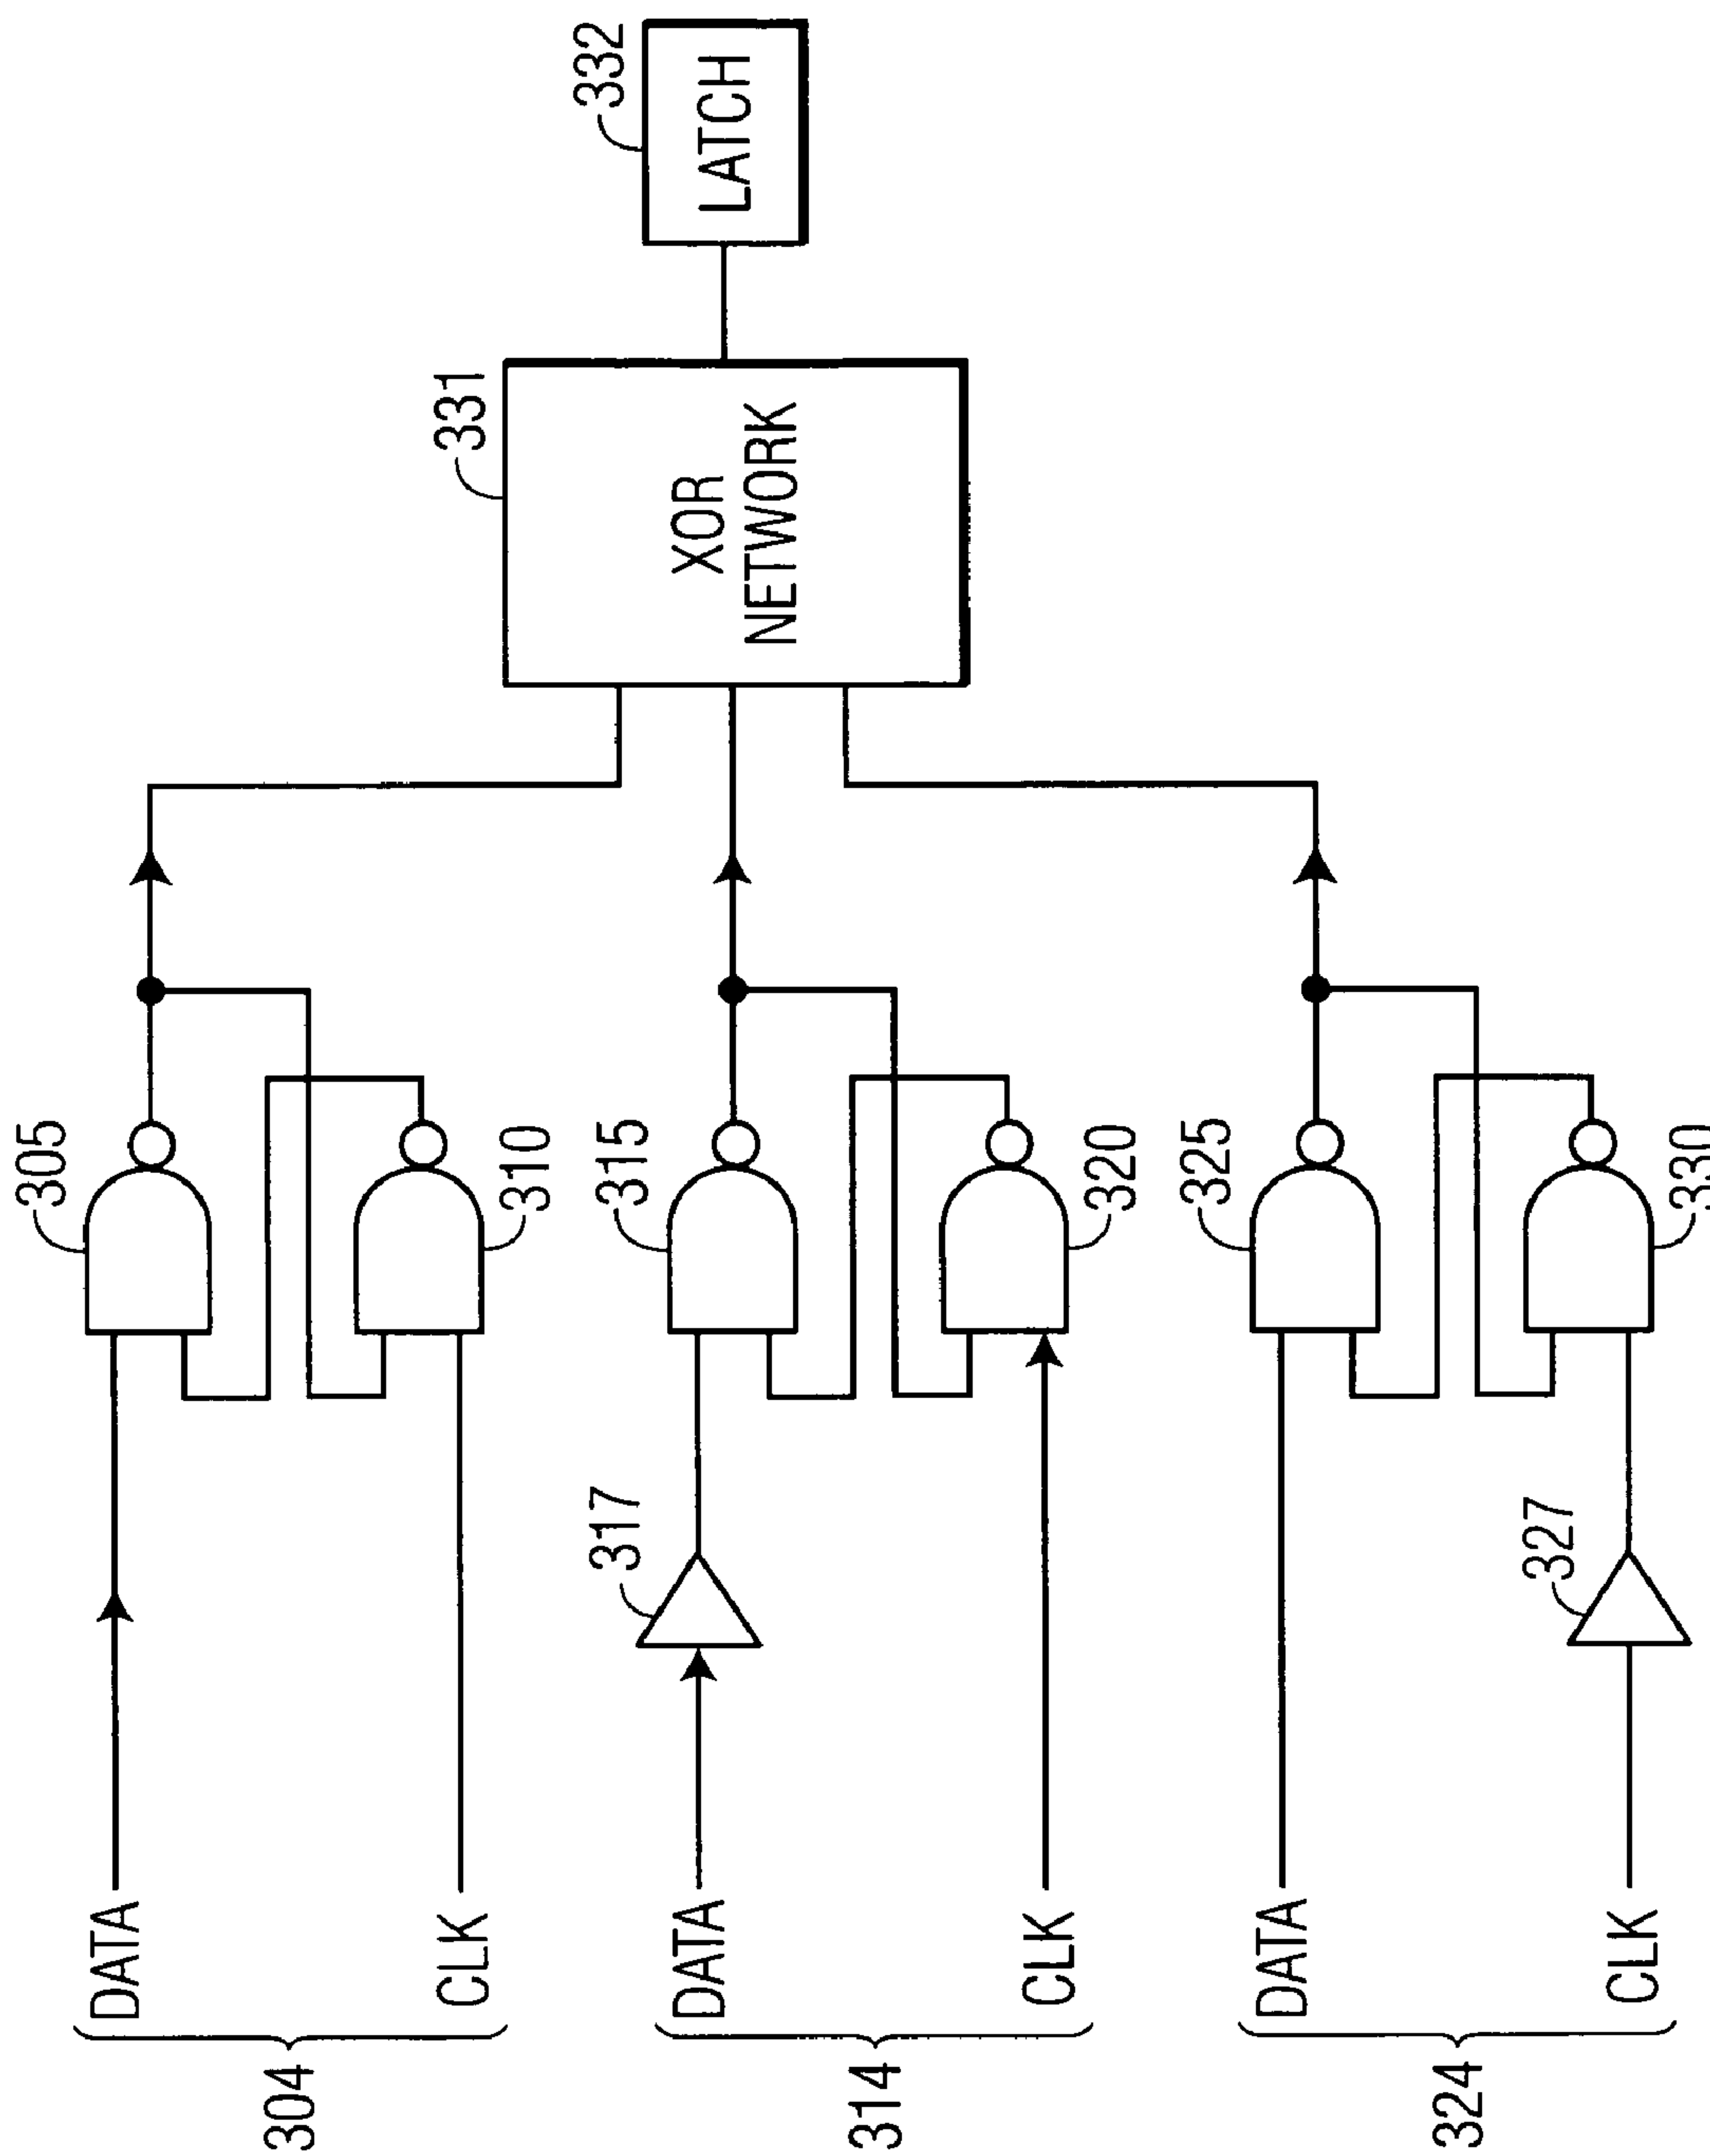 304
DATA
CLK
305
310
314
DATA
317
CLK
315
320
324
DATA
CLK
327
325
330
331
XOR
NETWORK
332
LATCH